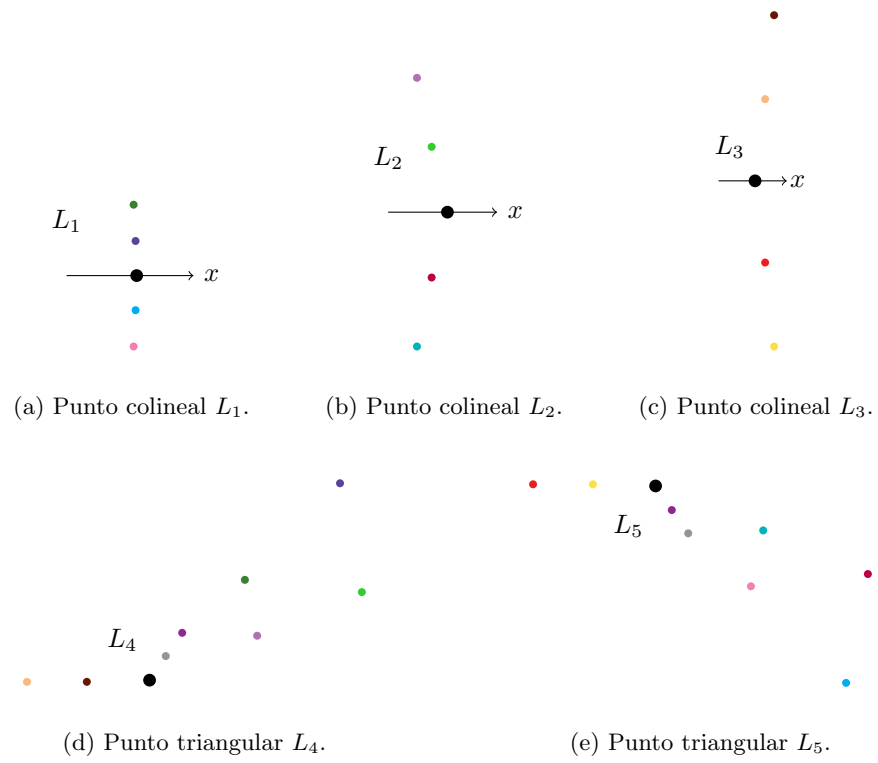 L₁
x
(a) Punto colineal L₁.
L₂
x
(b) Punto colineal L₂.
L₃
x
(c) Punto colineal L₃.
L₄
(d) Punto triangular L₄.
L₅
(e) Punto triangular L₅.